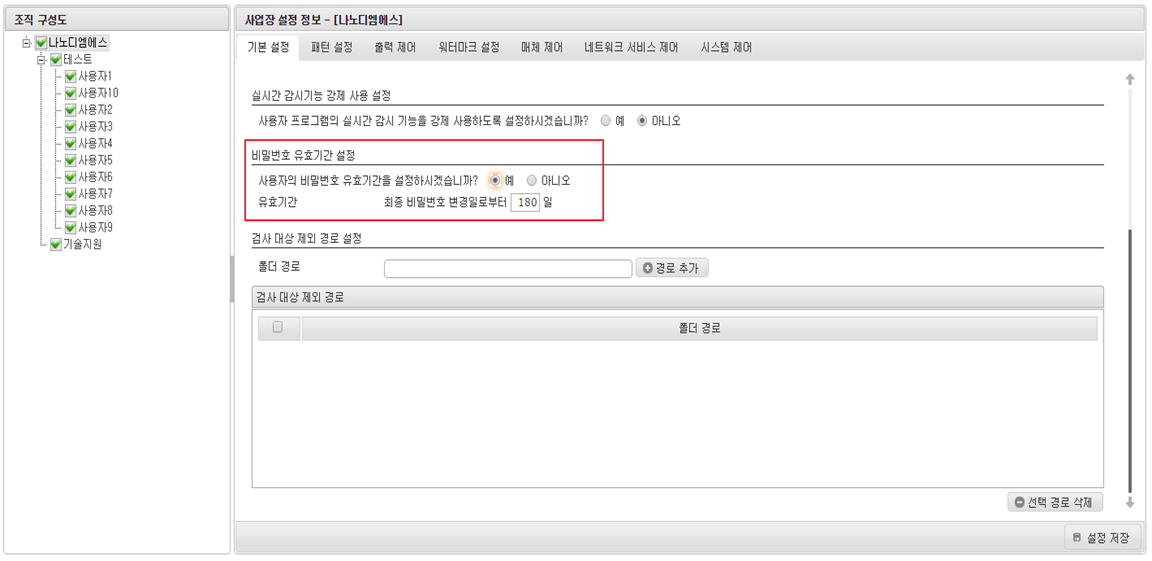 조직 구성도
나노디엠에스
테스트
사용자1
사용자10
사용자2
사용자3
사용자4
사용자5
사용자6
사용자7
사용자8
사용자9
기술지원
사업장 설정 정보 - [나노디엠에스]
기본 설정 패턴 설정 출력 제어 워터마크 설정 매체 제어 네트워크 서비스 제어 시스템 제어
실시간 감시기능 강제 사용 설정
사용자 프로그램의 실시간 감시 기능을 강제 사용하도록 설정하시겠습니까? 예 아니오
비밀번호 유효기간 설정
사용자의 비밀번호 유효기간을 설정하시겠습니까? 예 아니오
유효기간 최종 비밀번호 변경일로부터 180 일
검사 대상 제외 경로 설정
폴더 경로 경로 추가
검사 대상 제외 경로
폴더 경로
선택 경로 삭제
설정 저장